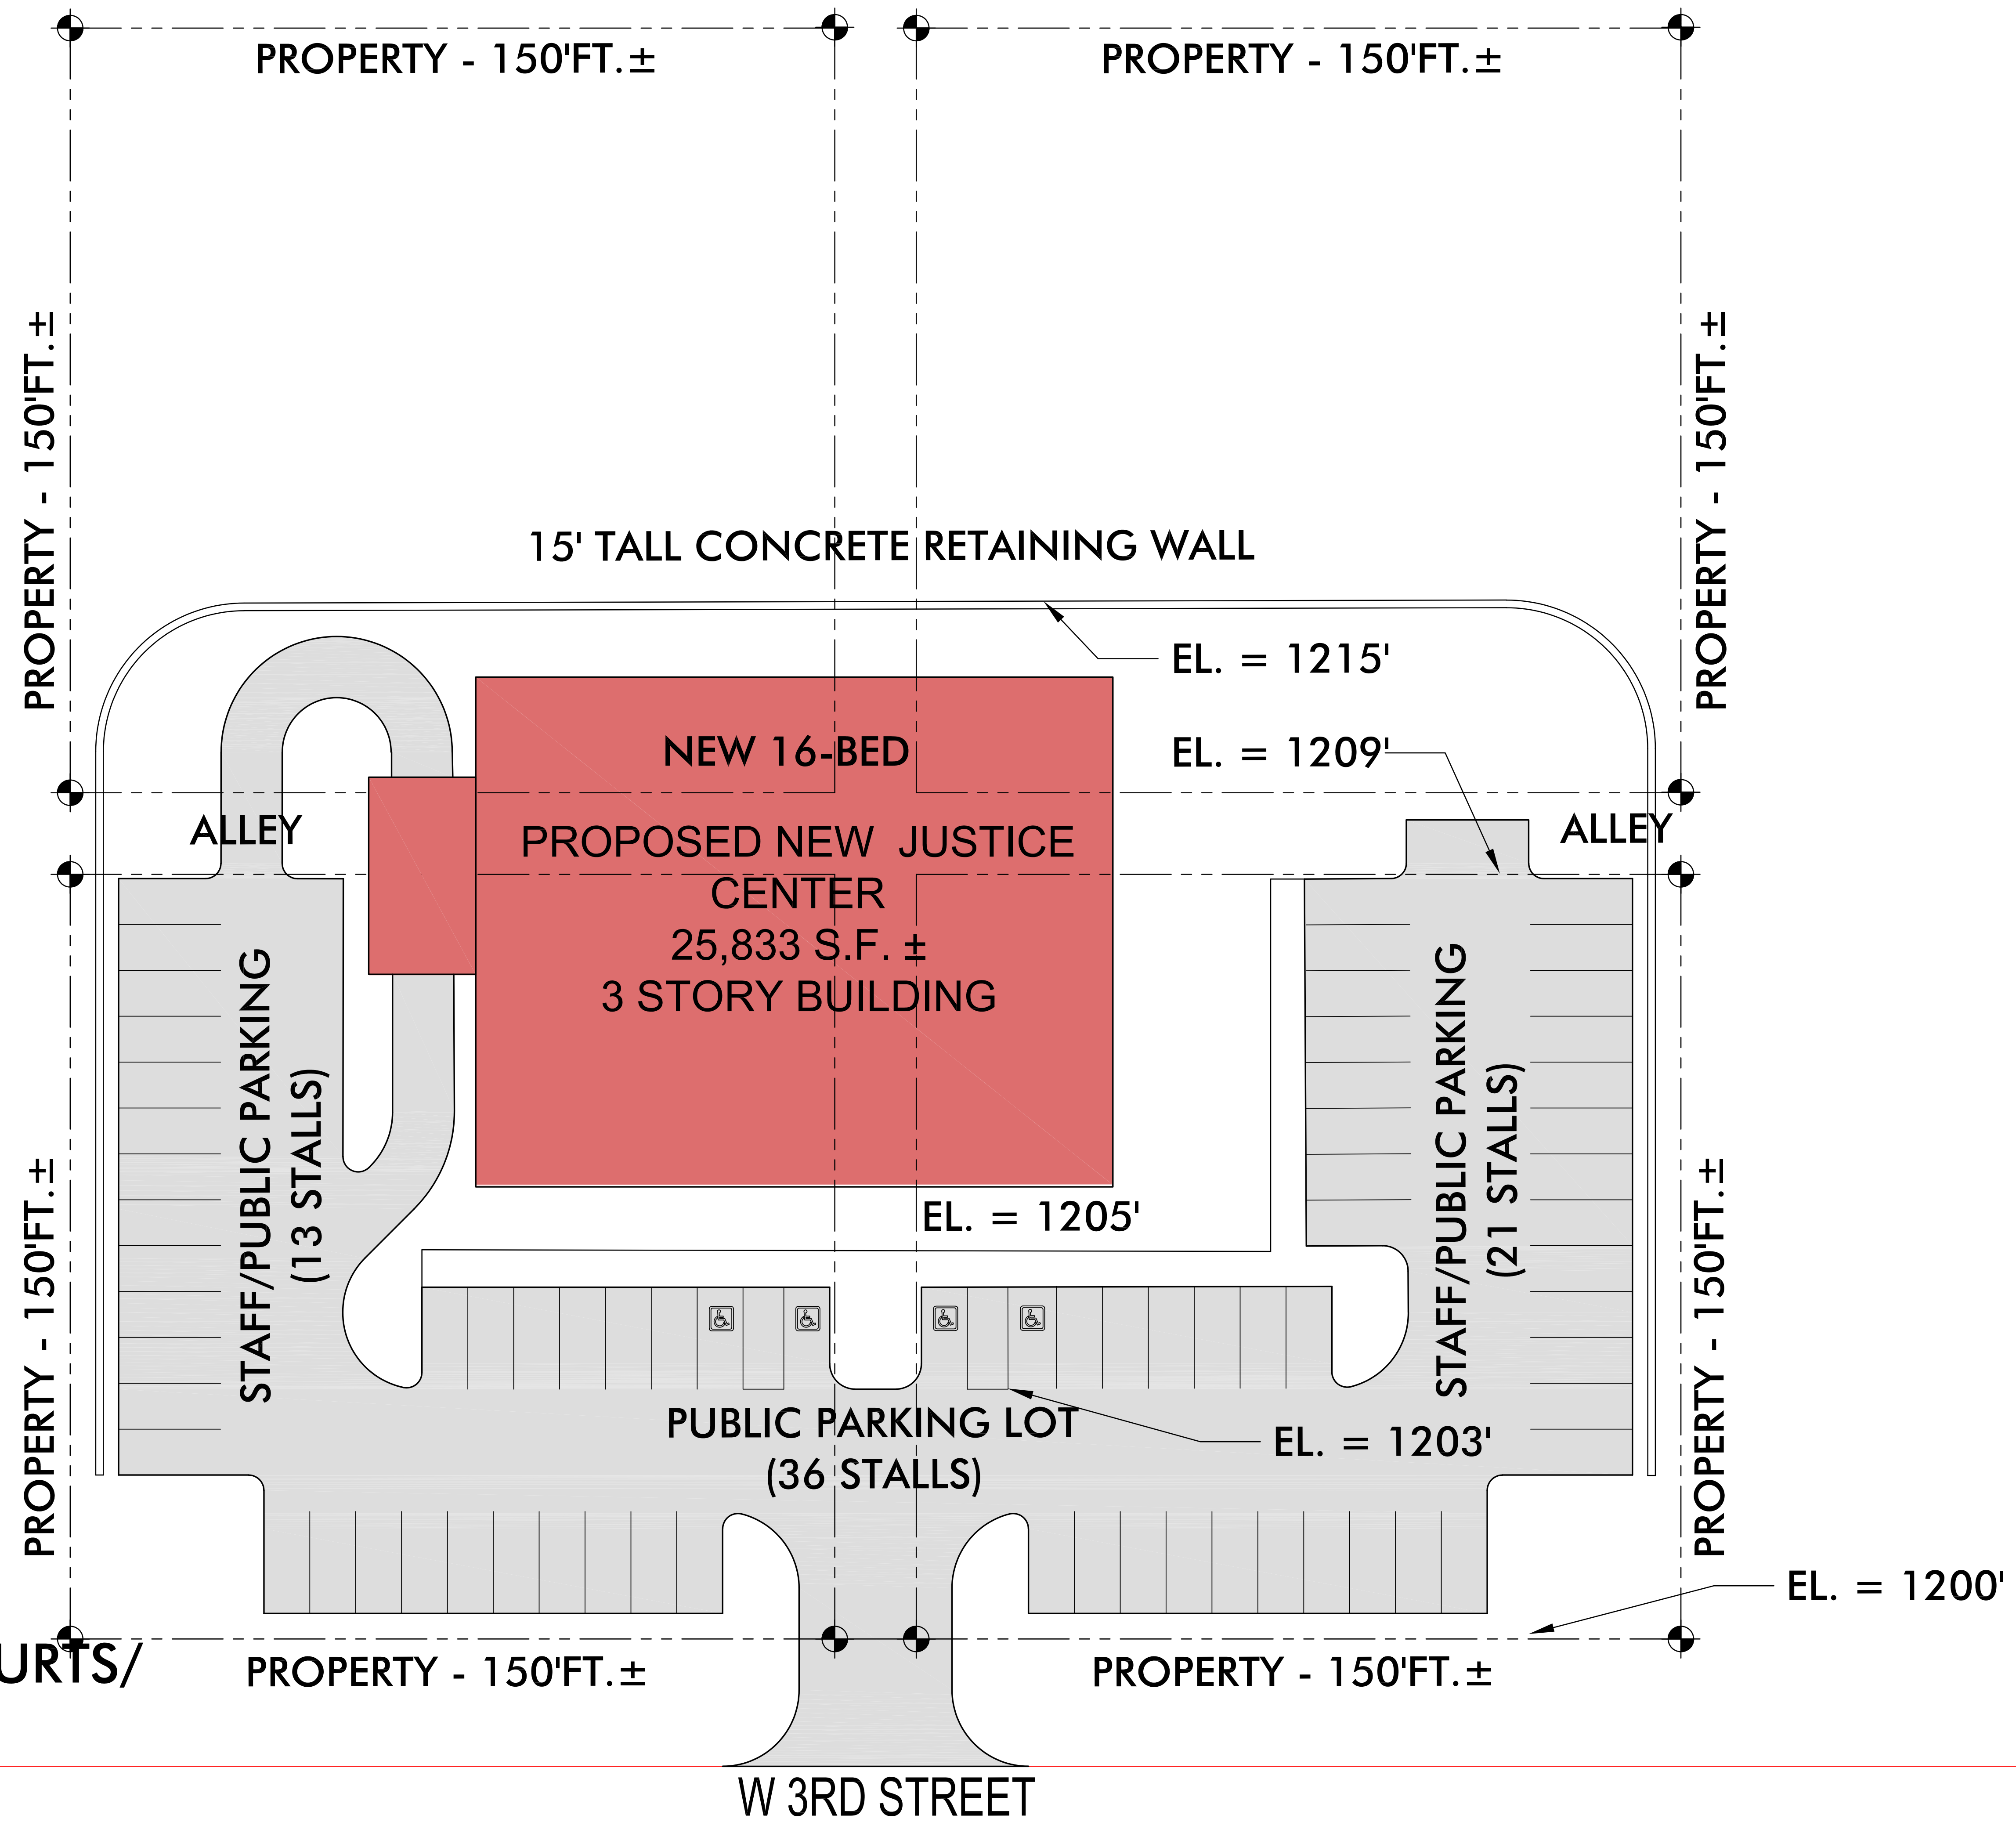 PROPERTY - 150'FT.±
PROPERTY - 150'FT.±
PROPERTY - 150'FT.±
PROPERTY - 150'FT.±
15' TALL CONCRETE RETAINING WALL
EL. = 1215'
NEW 16-BED
EL. = 1209'
ALLEY
ALLEY
PROPOSED NEW JUSTICE
CENTER
25,833 S.F. ±
3 STORY BUILDING
STAFF/PUBLIC PARKING
(13 STALLS)
STAFF/PUBLIC PARKING
(21 STALLS)
EL. = 1205'
PROPERTY - 150'FT.±
PROPERTY - 150'FT.±
PUBLIC PARKING LOT
(36 STALLS)
EL. = 1203'
EL. = 1200'
URTS/
PROPERTY - 150'FT.±
PROPERTY - 150'FT.±
W 3RD STREET